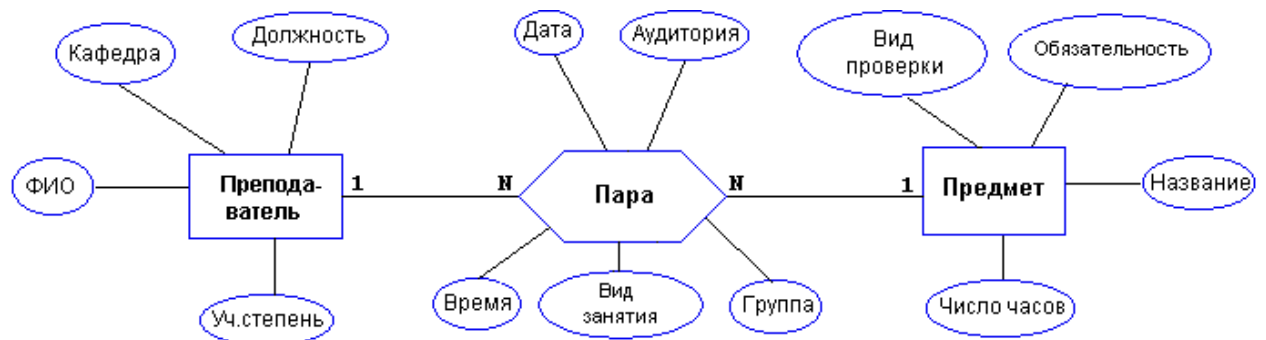 Кафедра
Должность
ФИО
Препода-
ватель
Уч.степень
1
N
Дата
Аудитория
Пара
Время
Вид
занятия
Группа
N
1
Вид
проверки
Обязательность
Предмет
Название
Число часов